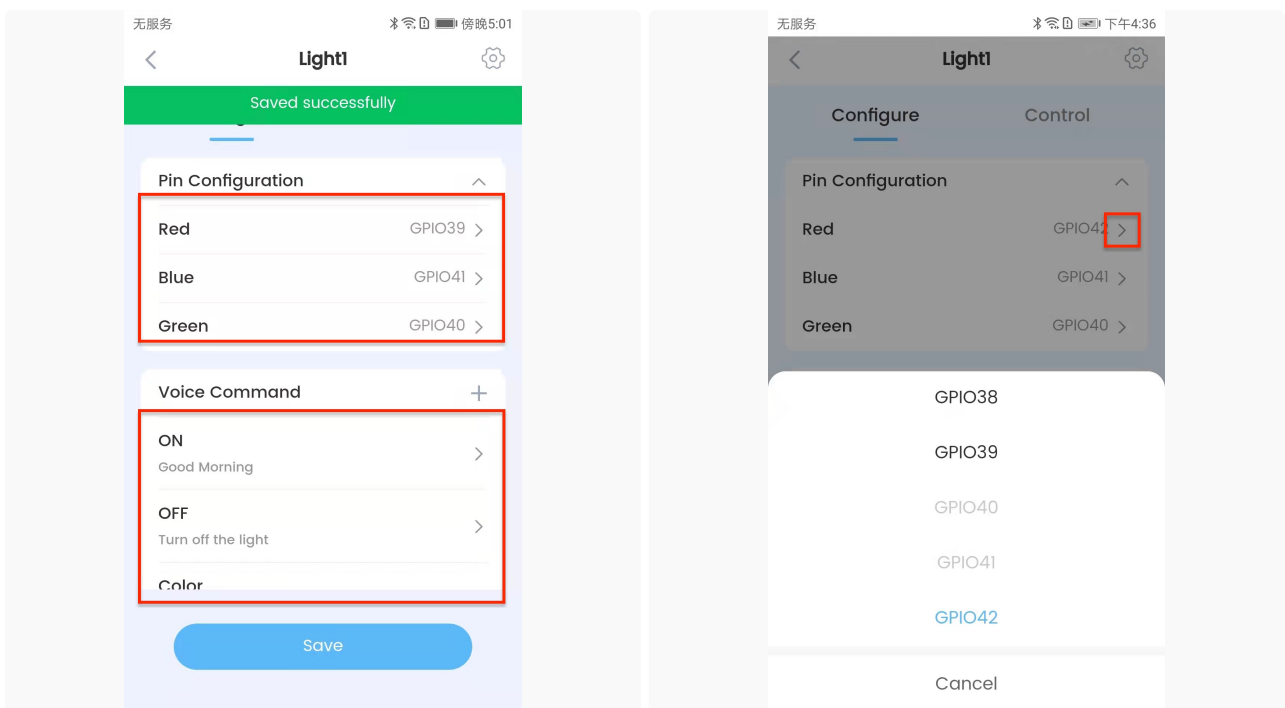 无服务
傍晚5:01
Light1
Saved successfully
Pin Configuration
Red GPIO39
Blue GPIO41
Green GPIO40
Voice Command
ON
Good Morning
OFF
Turn off the light
Color
Save
无服务
下午4:36
Light1
Configure Control
Pin Configuration
Red GPIO42
Blue GPIO41
Green GPIO40
GPIO38
GPIO39
GPIO40
GPIO41
GPIO42
Cancel